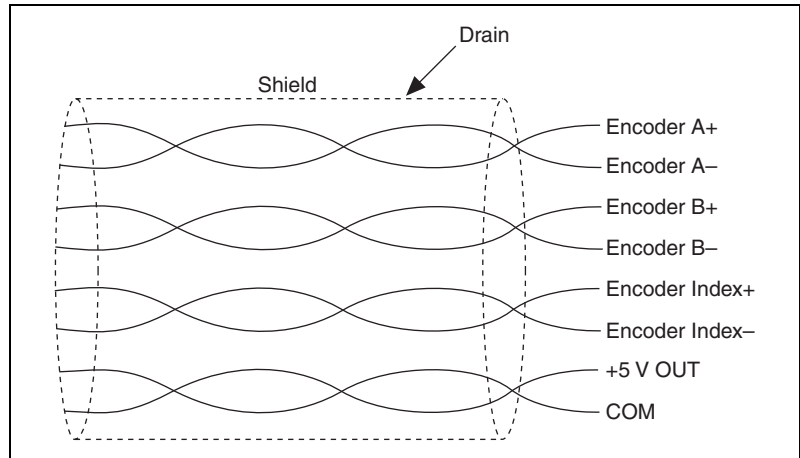 Drain
Shield
Encoder A+
Encoder A–
Encoder B+
Encoder B–
Encoder Index+
Encoder Index–
+5 V OUT
COM